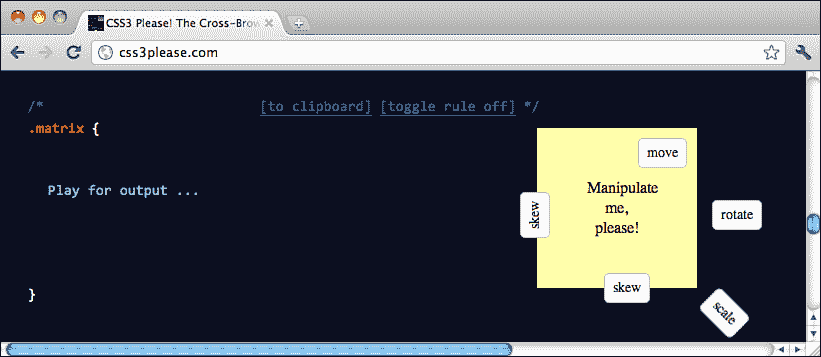 CSS3 Please! The Cross-Brow
css3please.com
/* [to clipboard] [toggle rule off] */
.matrix {
move
Play for output ...
Manipulate
me,
please!
skew
rotate
skew
scale
}